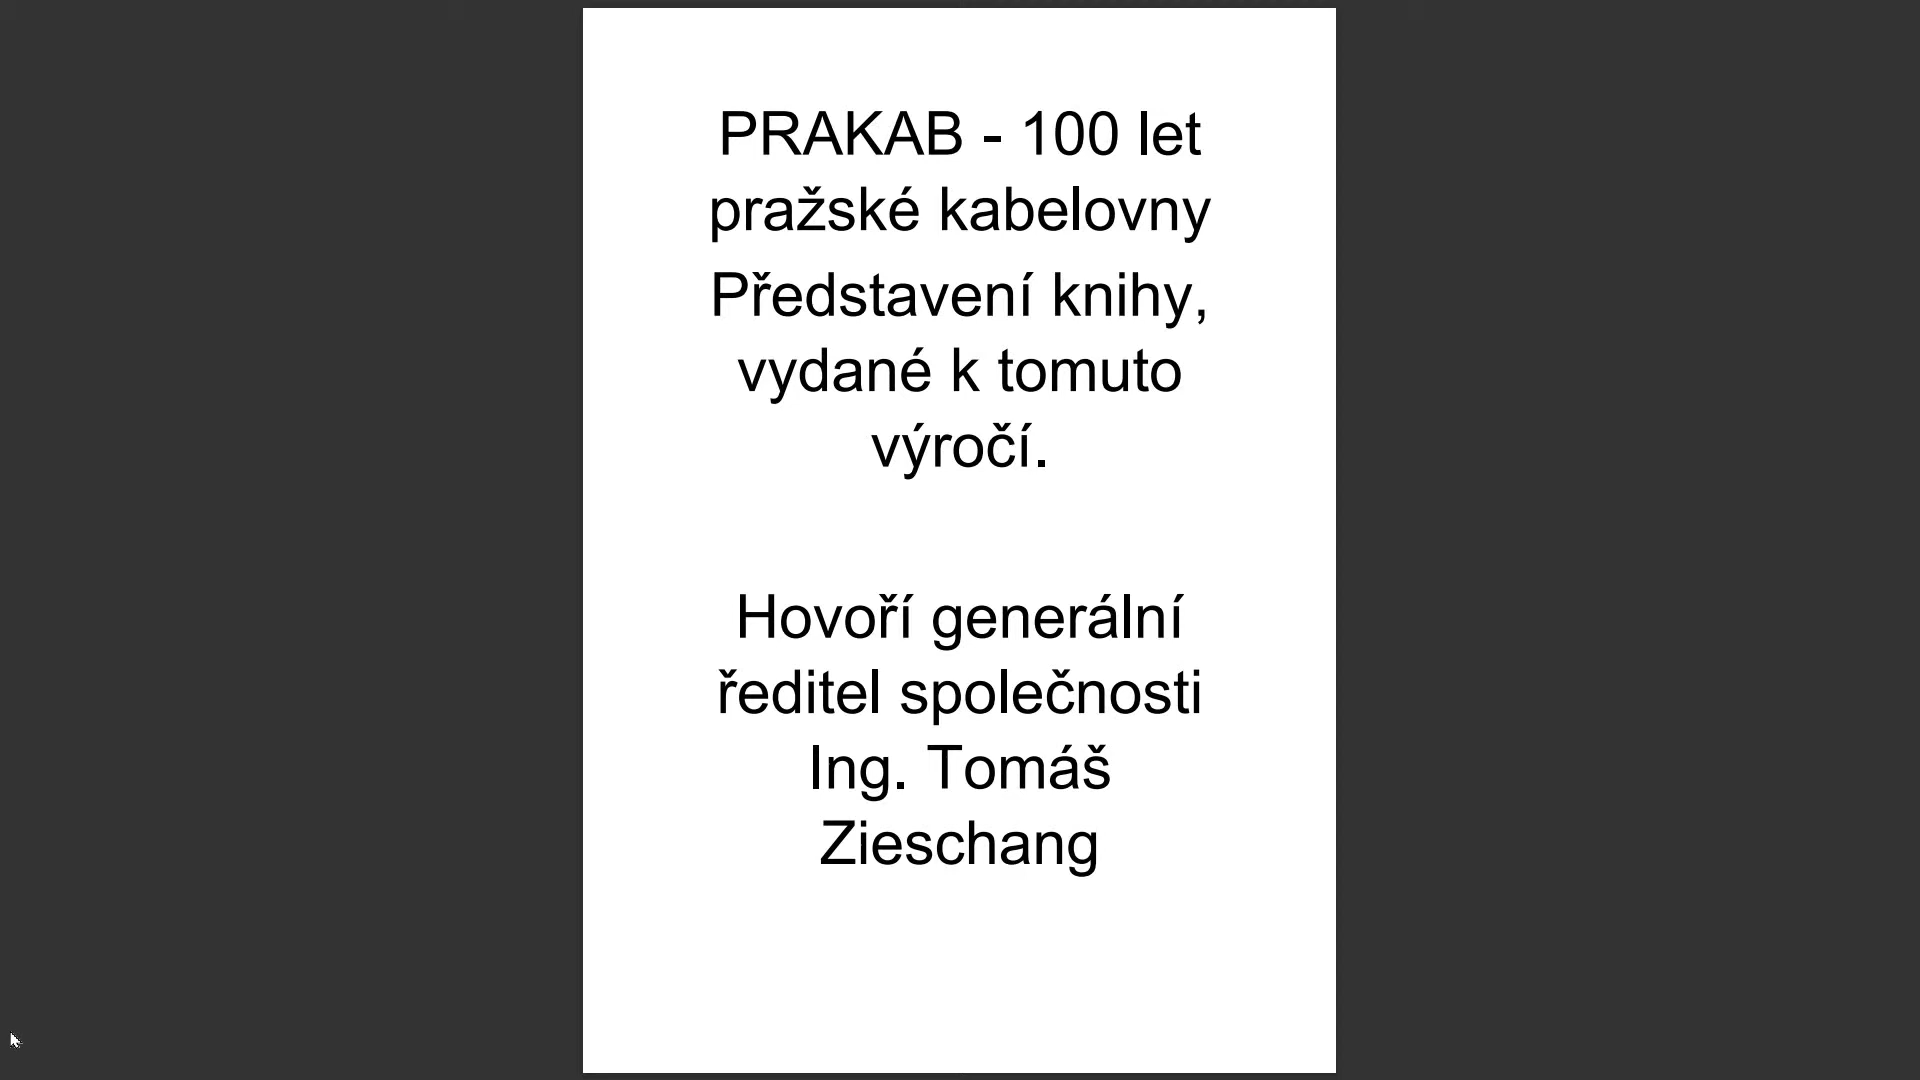 PRAKAB - 100 let
pražské kabelovny
Představení knihy,
vydané k tomuto
výročí.
Hovoří generální
ředitel společnosti
Ing. Tomáš
Zieschang